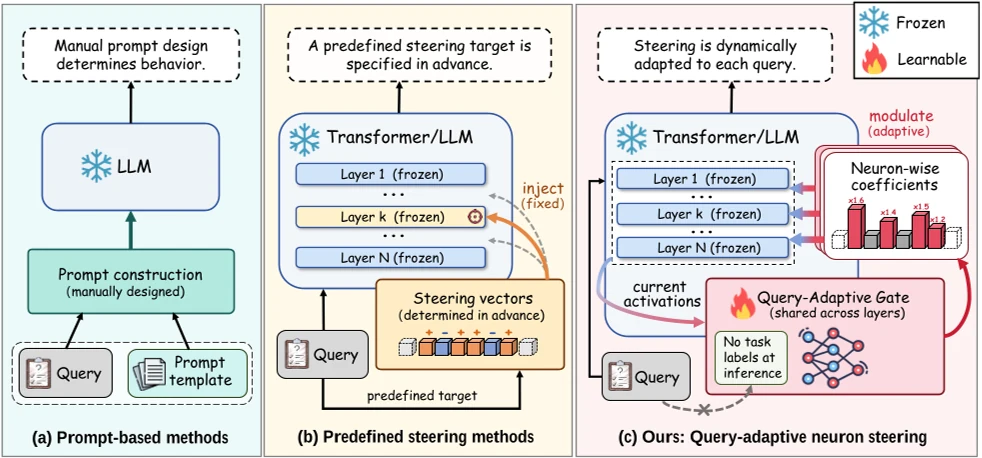 Manual prompt design
determines behavior.
LLM
Prompt construction
(manually designed)
Query
Prompt
template
(a) Prompt-based methods
A predefined steering target is
specified in advance.
Transformer/LLM
Layer 1 (frozen)
...
Layer k (frozen)
...
Layer N (frozen)
inject
(fixed)
Steering vectors
(determined in advance)
+ - + + - +
Query
predefined target
(b) Predefined steering methods
Frozen
Learnable
Steering is dynamically
adapted to each query.
modulate
(adaptive)
Transformer/LLM
Layer 1 (frozen)
...
Layer k (frozen)
...
Layer N (frozen)
Neuron-wise
coefficients
x1.6
x1.4
x1.5
x1.2
current
activations
Query-Adaptive Gate
(shared across layers)
No task
labels at
inference
Query
(c) Ours: Query-adaptive neuron steering